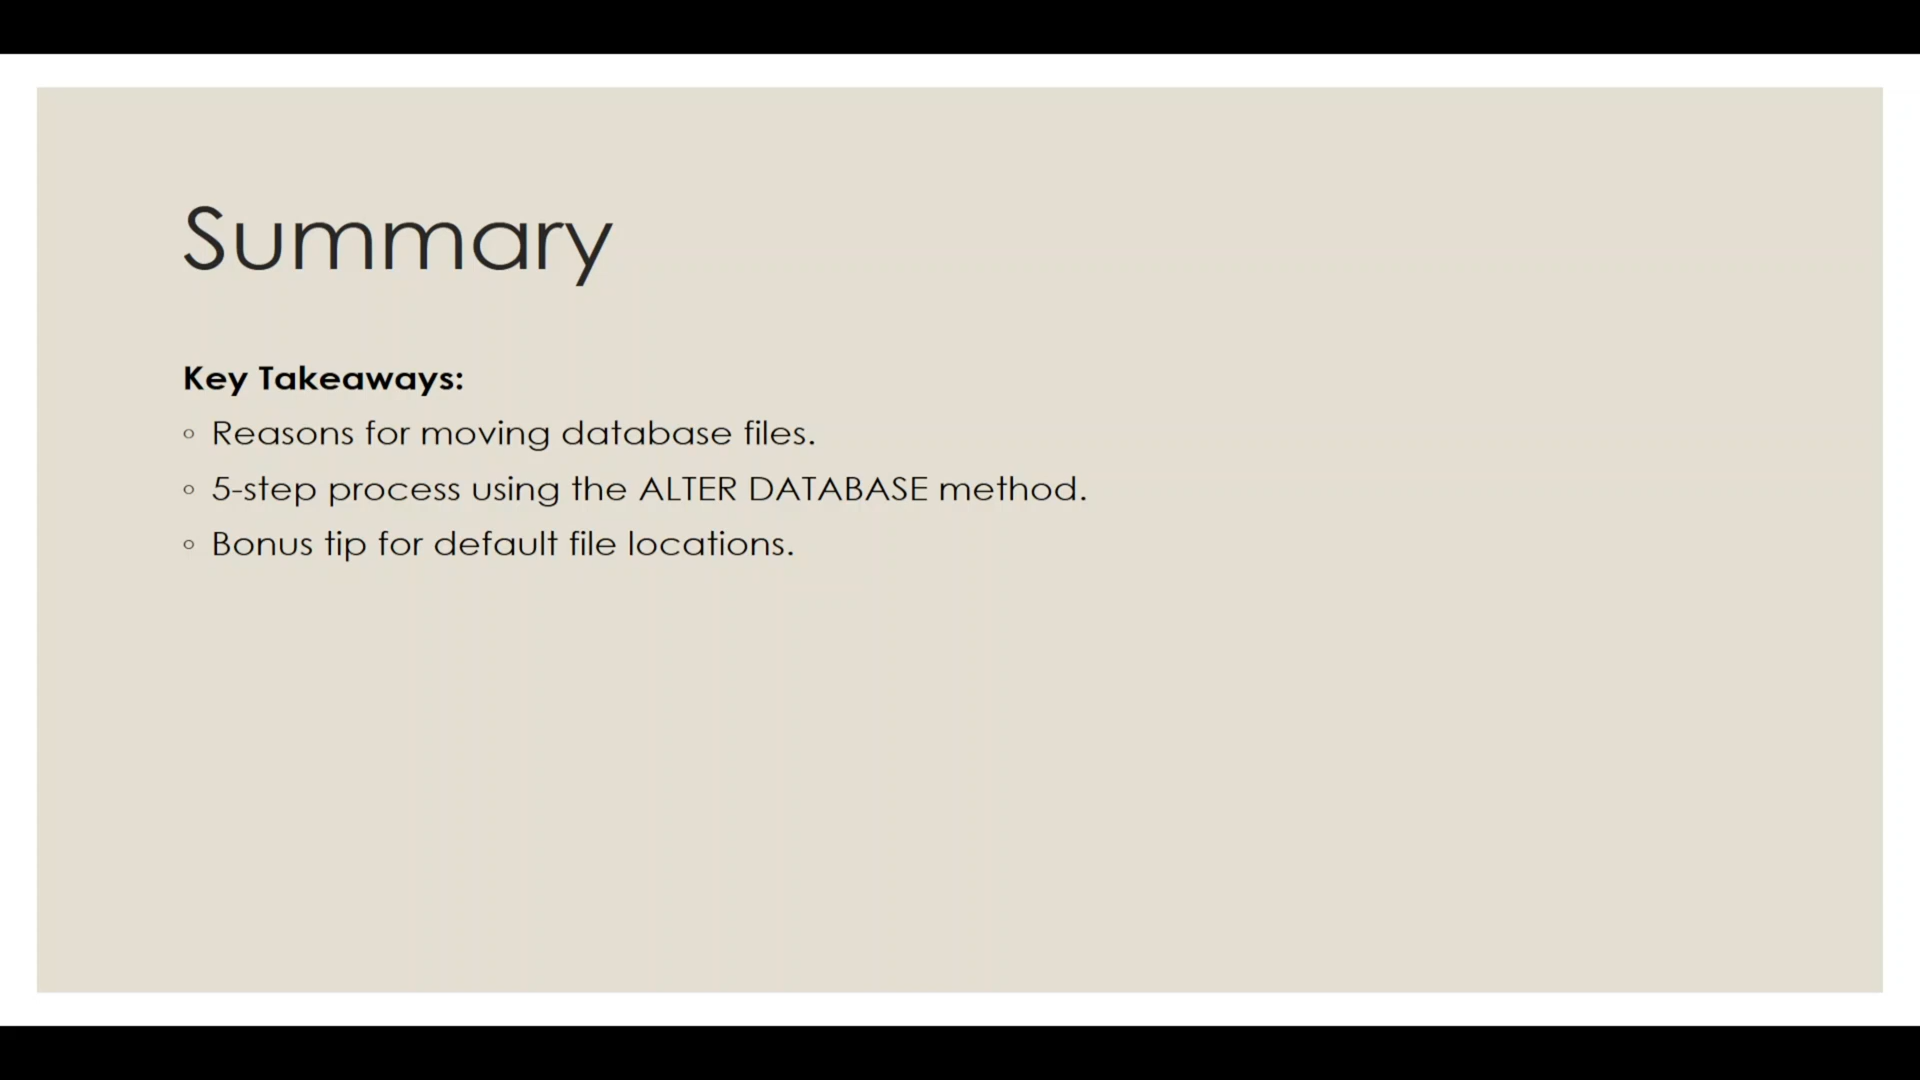 Summary
Key Takeaways:
◦ Reasons for moving database files.
◦ 5-step process using the ALTER DATABASE method.
◦ Bonus tip for default file locations.